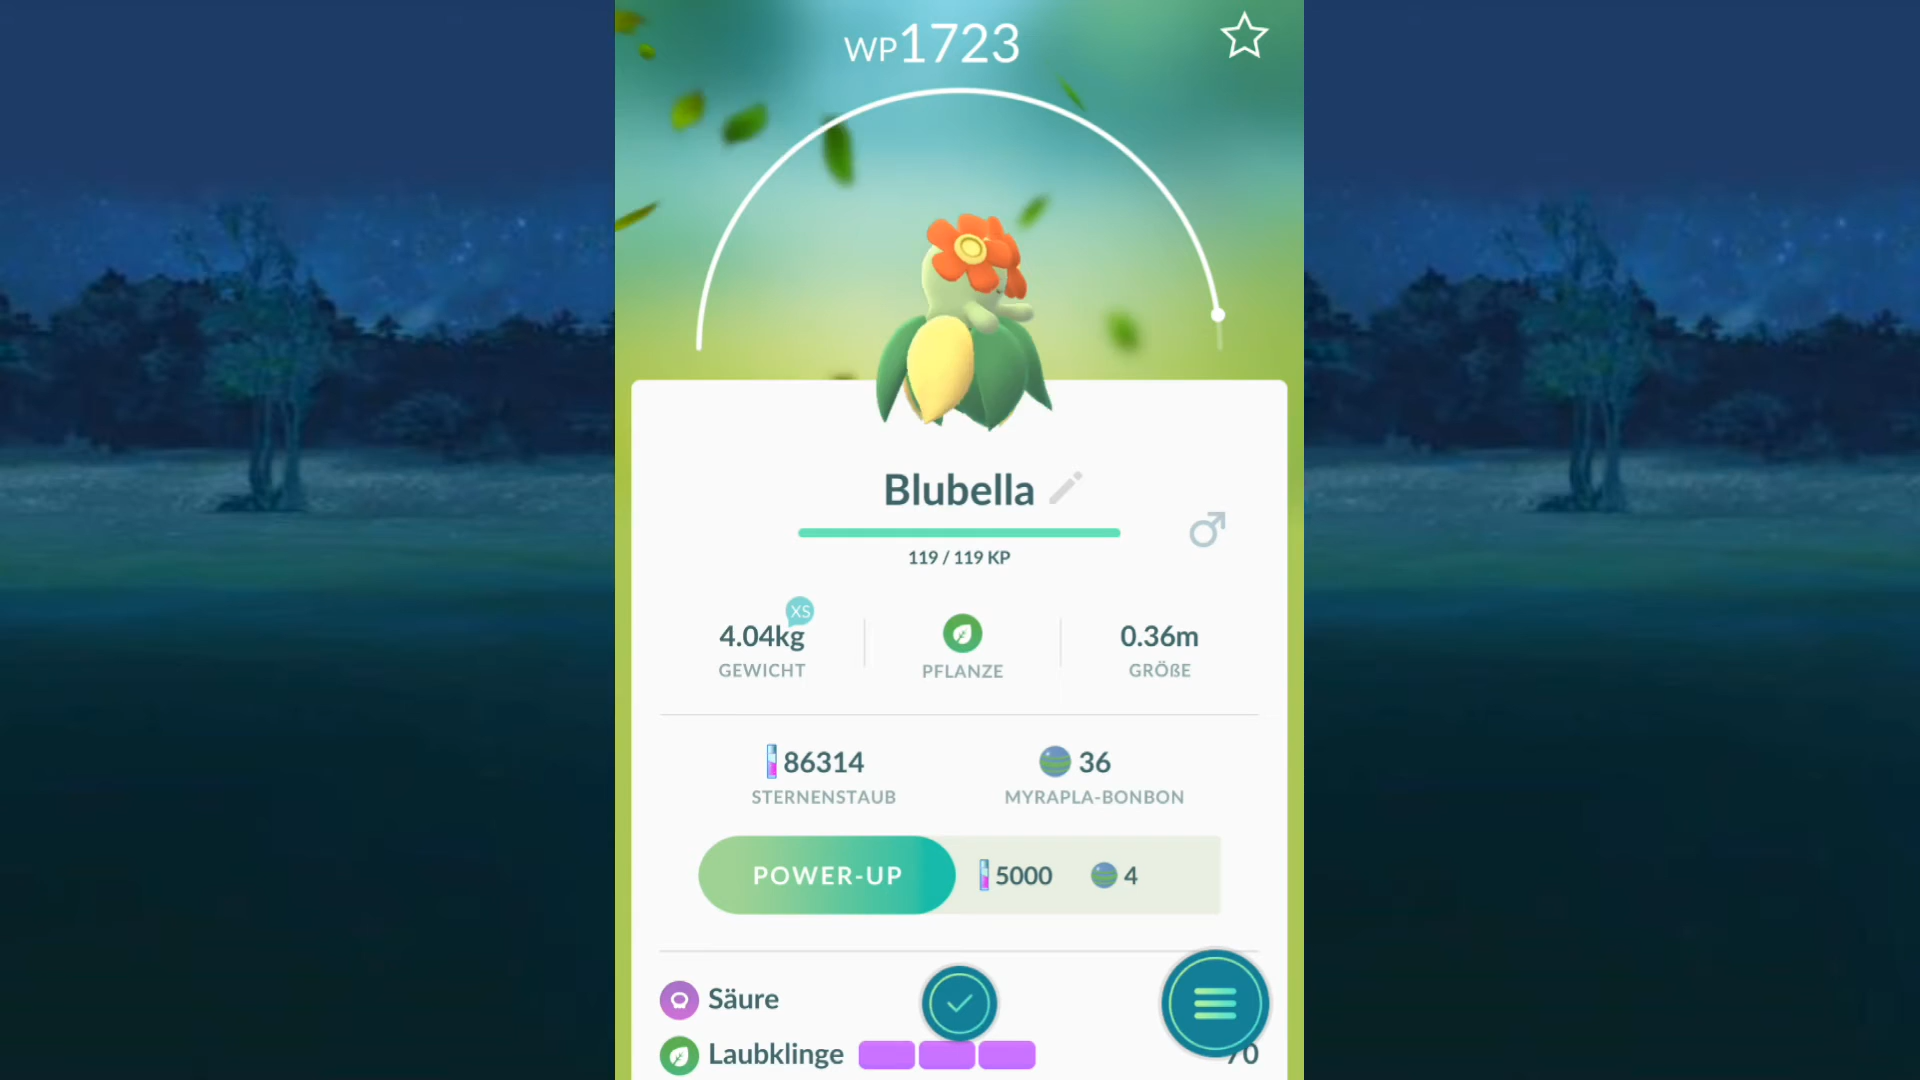 WP1723
Blubella
119 / 119 KP
XS
4.04kg
GEWICHT
PFLANZE
0.36m
GRÖßE
86314
STERNENSTAUB
36
MYRAPLA-BONBON
POWER-UP
5000
4
Säure
Laubklinge
70